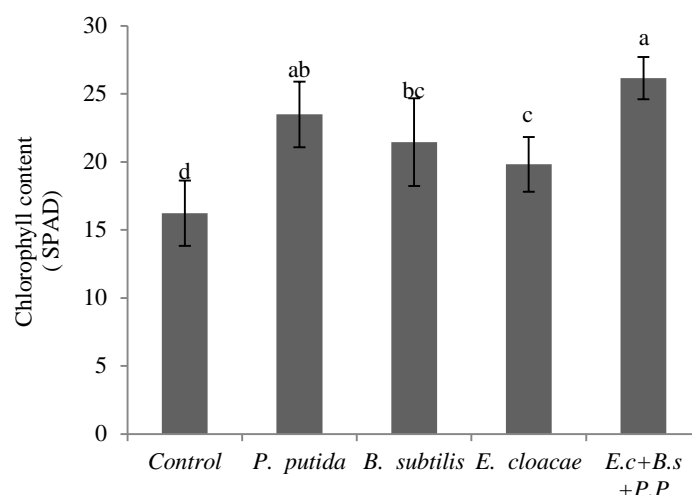 30
25
20
15
10
5
0
Chlorophyll content
( SPAD)
d
ab
bc
c
a
Control
P. putida
B. subtilis
E. cloacae
E.c+B.s
+P.P